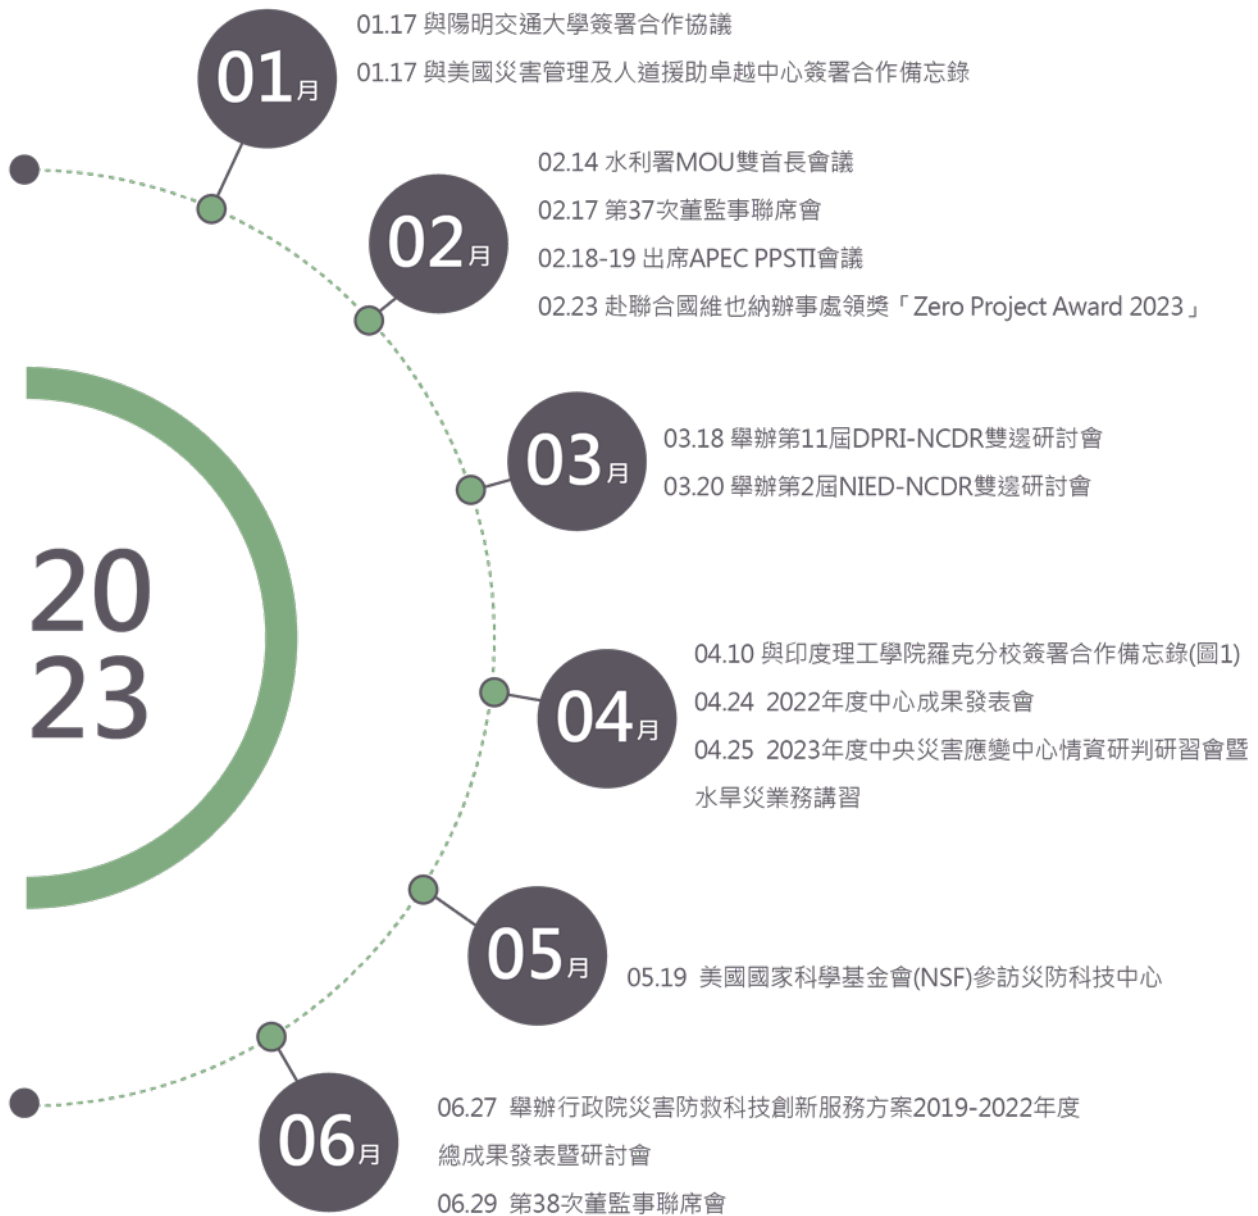 01月
01.17 與陽明交通大學簽署合作協議
01.17 與美國災害管理及人道援助卓越中心簽署合作備忘錄
02月
02.14 水利署MOU雙首長會議
02.17 第37次董監事聯席會
02.18-19 出席APEC PPSTI會議
02.23 赴聯合國維也納辦事處領獎「Zero Project Award 2023」
03月
03.18 舉辦第11屆DPRI-NCDR雙邊研討會
03.20 舉辦第2屆NIED-NCDR雙邊研討會
20
23
04月
04.10 與印度理工學院羅克分校簽署合作備忘錄(圖1)
04.24 2022年度中心成果發表會
04.25 2023年度中央災害應變中心情資研判研習會暨
水旱災業務講習
05月
05.19 美國國家科學基金會(NSF)參訪災防科技中心
06月
06.27 舉辦行政院災害防救科技創新服務方案2019-2022年度
總成果發表暨研討會
06.29 第38次董監事聯席會